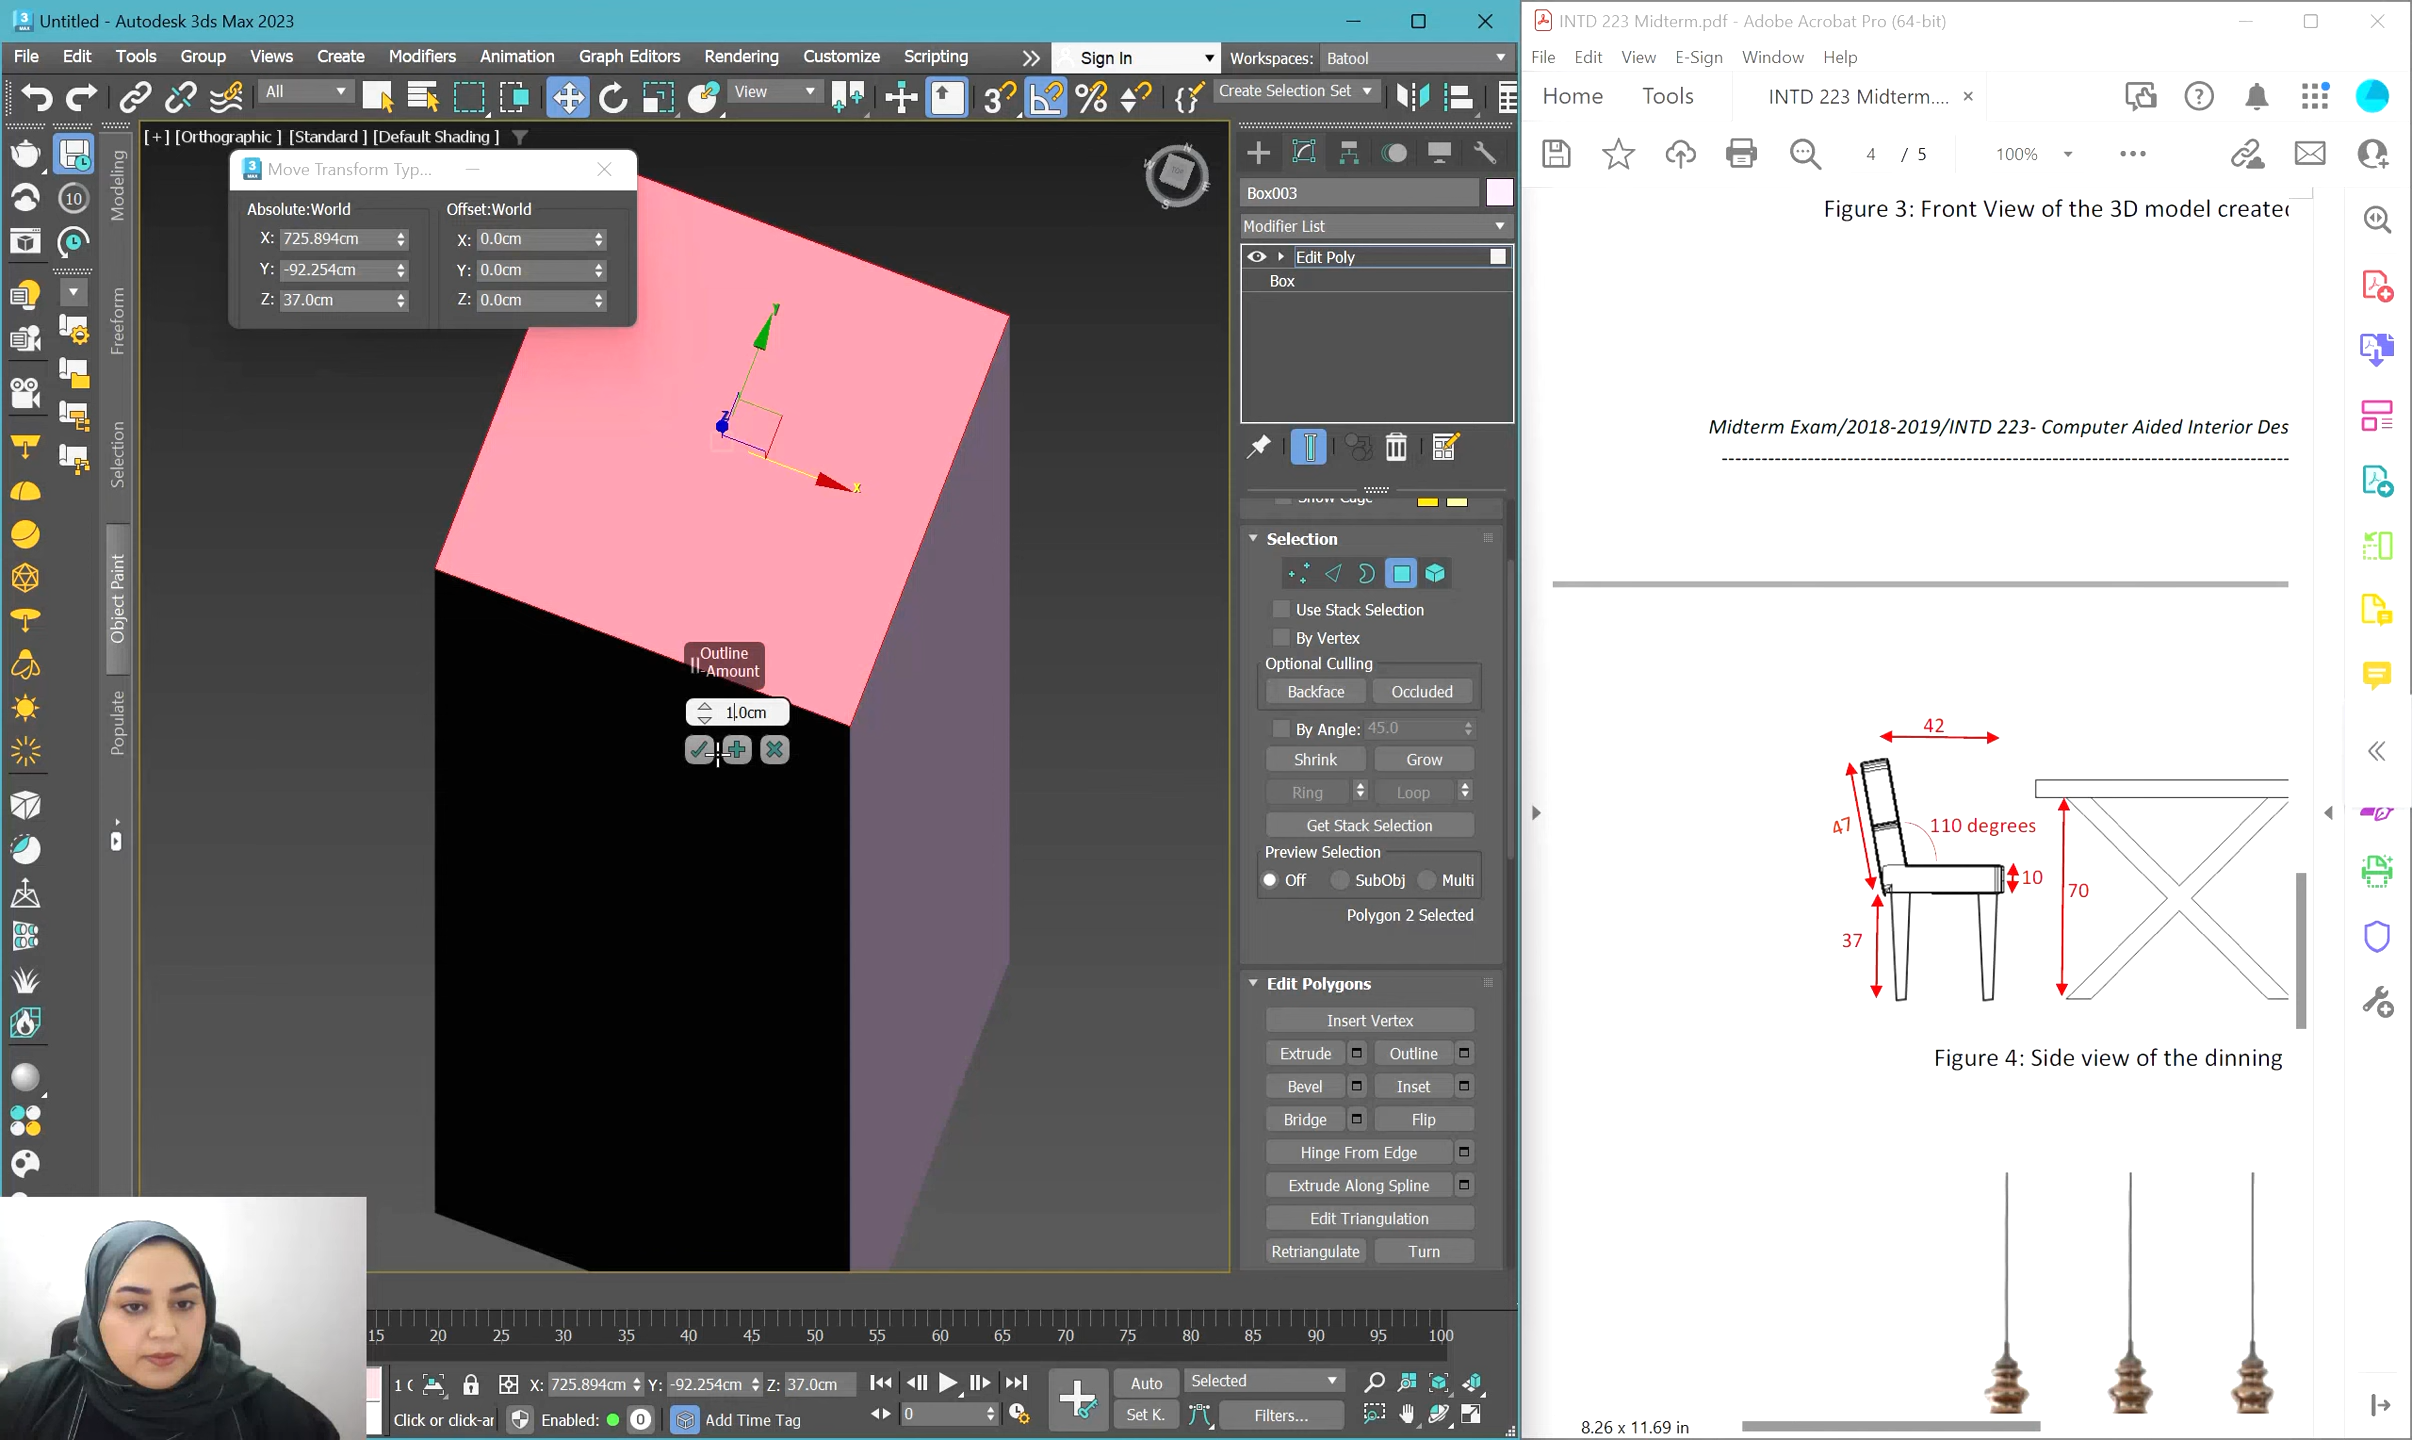 Untitled - Autodesk 3ds Max 2023
File Edit Tools Group Views Create Modifiers Animation Graph Editors Rendering Customize Scripting
Sign In
Workspaces: Batool
All
View
Create Selection Set
[+] [Orthographic ] [Standard ] [Default Shading ]
Move Transform Typ...
Absolute:World
Offset:World
X: 725.894cm
X: 0.0cm
Y: -92.254cm
Y: 0.0cm
Z: 37.0cm
Z: 0.0cm
10
Modeling
Freeform
Selection
Object Paint
Populate
y
z
x
Outline
-Amount
1.0cm
Box003
Modifier List
Edit Poly
Box
Show Cage
Selection
Use Stack Selection
By Vertex
Optional Culling
Backface
Occluded
By Angle: 45.0
Shrink
Grow
Ring
Loop
Get Stack Selection
Preview Selection
Off
SubObj
Multi
Polygon 2 Selected
Edit Polygons
Insert Vertex
Extrude
Outline
Bevel
Inset
Bridge
Flip
Hinge From Edge
Extrude Along Spline
Edit Triangulation
Retriangulate
Turn
15 20 25 30 35 40 45 50 55 60 65 70 75 80 85 90 95 100
X: 725.894cm Y: -92.254cm Z: 37.0cm
Auto
Selected
Click or click-ar
Enabled:
0
Add Time Tag
0
Set K.
Filters...
INTD 223 Midterm.pdf - Adobe Acrobat Pro (64-bit)
File Edit View E-Sign Window Help
Home
Tools
INTD 223 Midterm....
4 / 5
100%
Figure 3: Front View of the 3D model created
Midterm Exam/2018-2019/INTD 223- Computer Aided Interior Des
42
47
110 degrees
10
70
37
Figure 4: Side view of the dinning
8.26 x 11.69 in